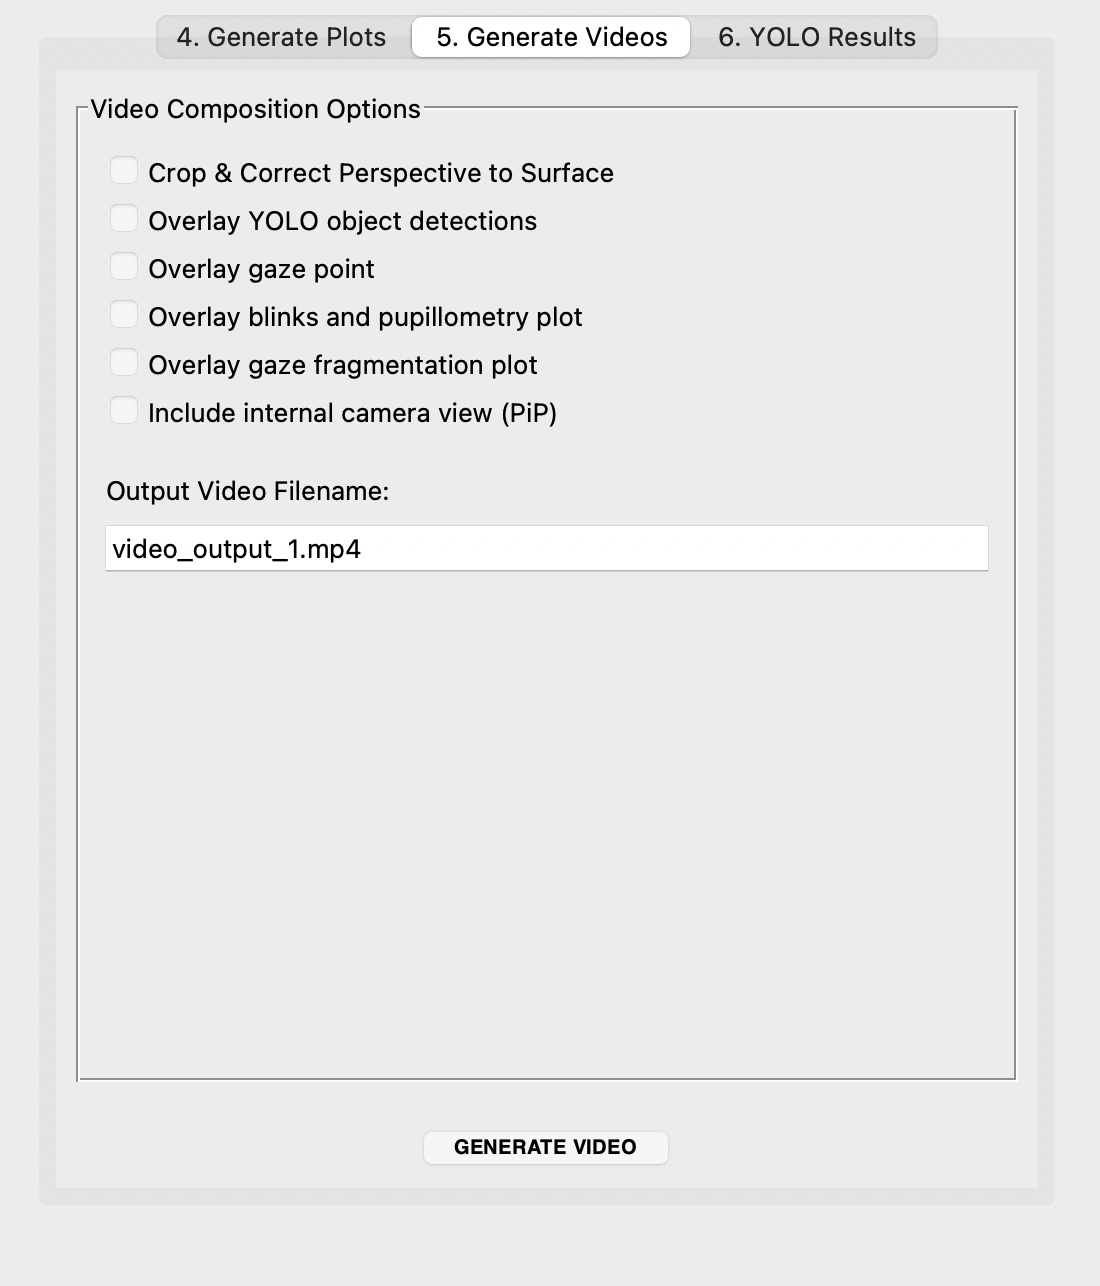 4. Generate Plots
5. Generate Videos
6. YOLO Results
Video Composition Options
Crop & Correct Perspective to Surface
Overlay YOLO object detections
Overlay gaze point
Overlay blinks and pupillometry plot
Overlay gaze fragmentation plot
Include internal camera view (PiP)
Output Video Filename:
video_output_1.mp4
GENERATE VIDEO